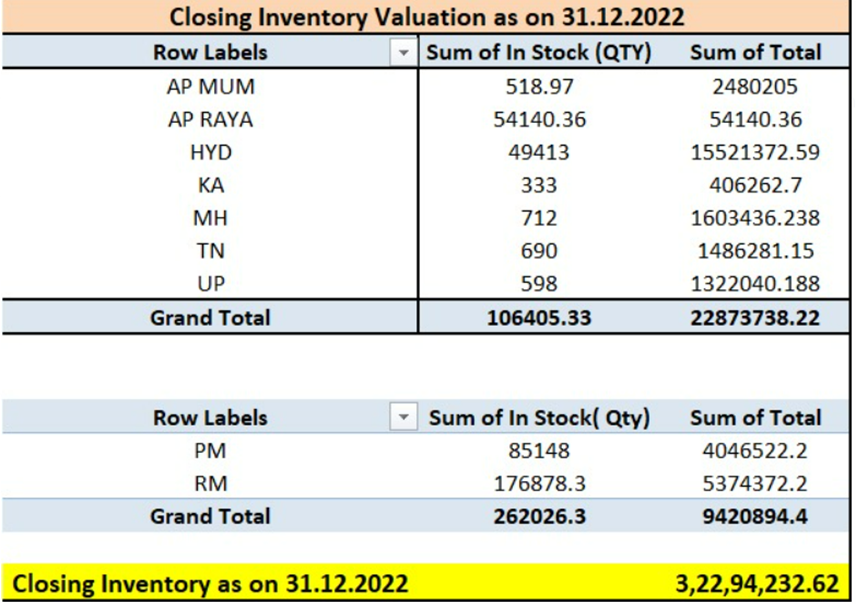 Closing Inventory Valuation as on 31.12.2022
Row Labels Sum of In Stock (QTY) Sum of Total
AP MUM 518.97 2480205
AP RAYA 54140.36 54140.36
HYD 49413 15521372.59
KA 333 406262.7
MH 712 1603436.238
TN 690 1486281.15
UP 598 1322040.188
Grand Total 106405.33 22873738.22
Row Labels Sum of In Stock( Qty) Sum of Total
PM 85148 4046522.2
RM 176878.3 5374372.2
Grand Total 262026.3 9420894.4
Closing Inventory as on 31.12.2022 3,22,94,232.62